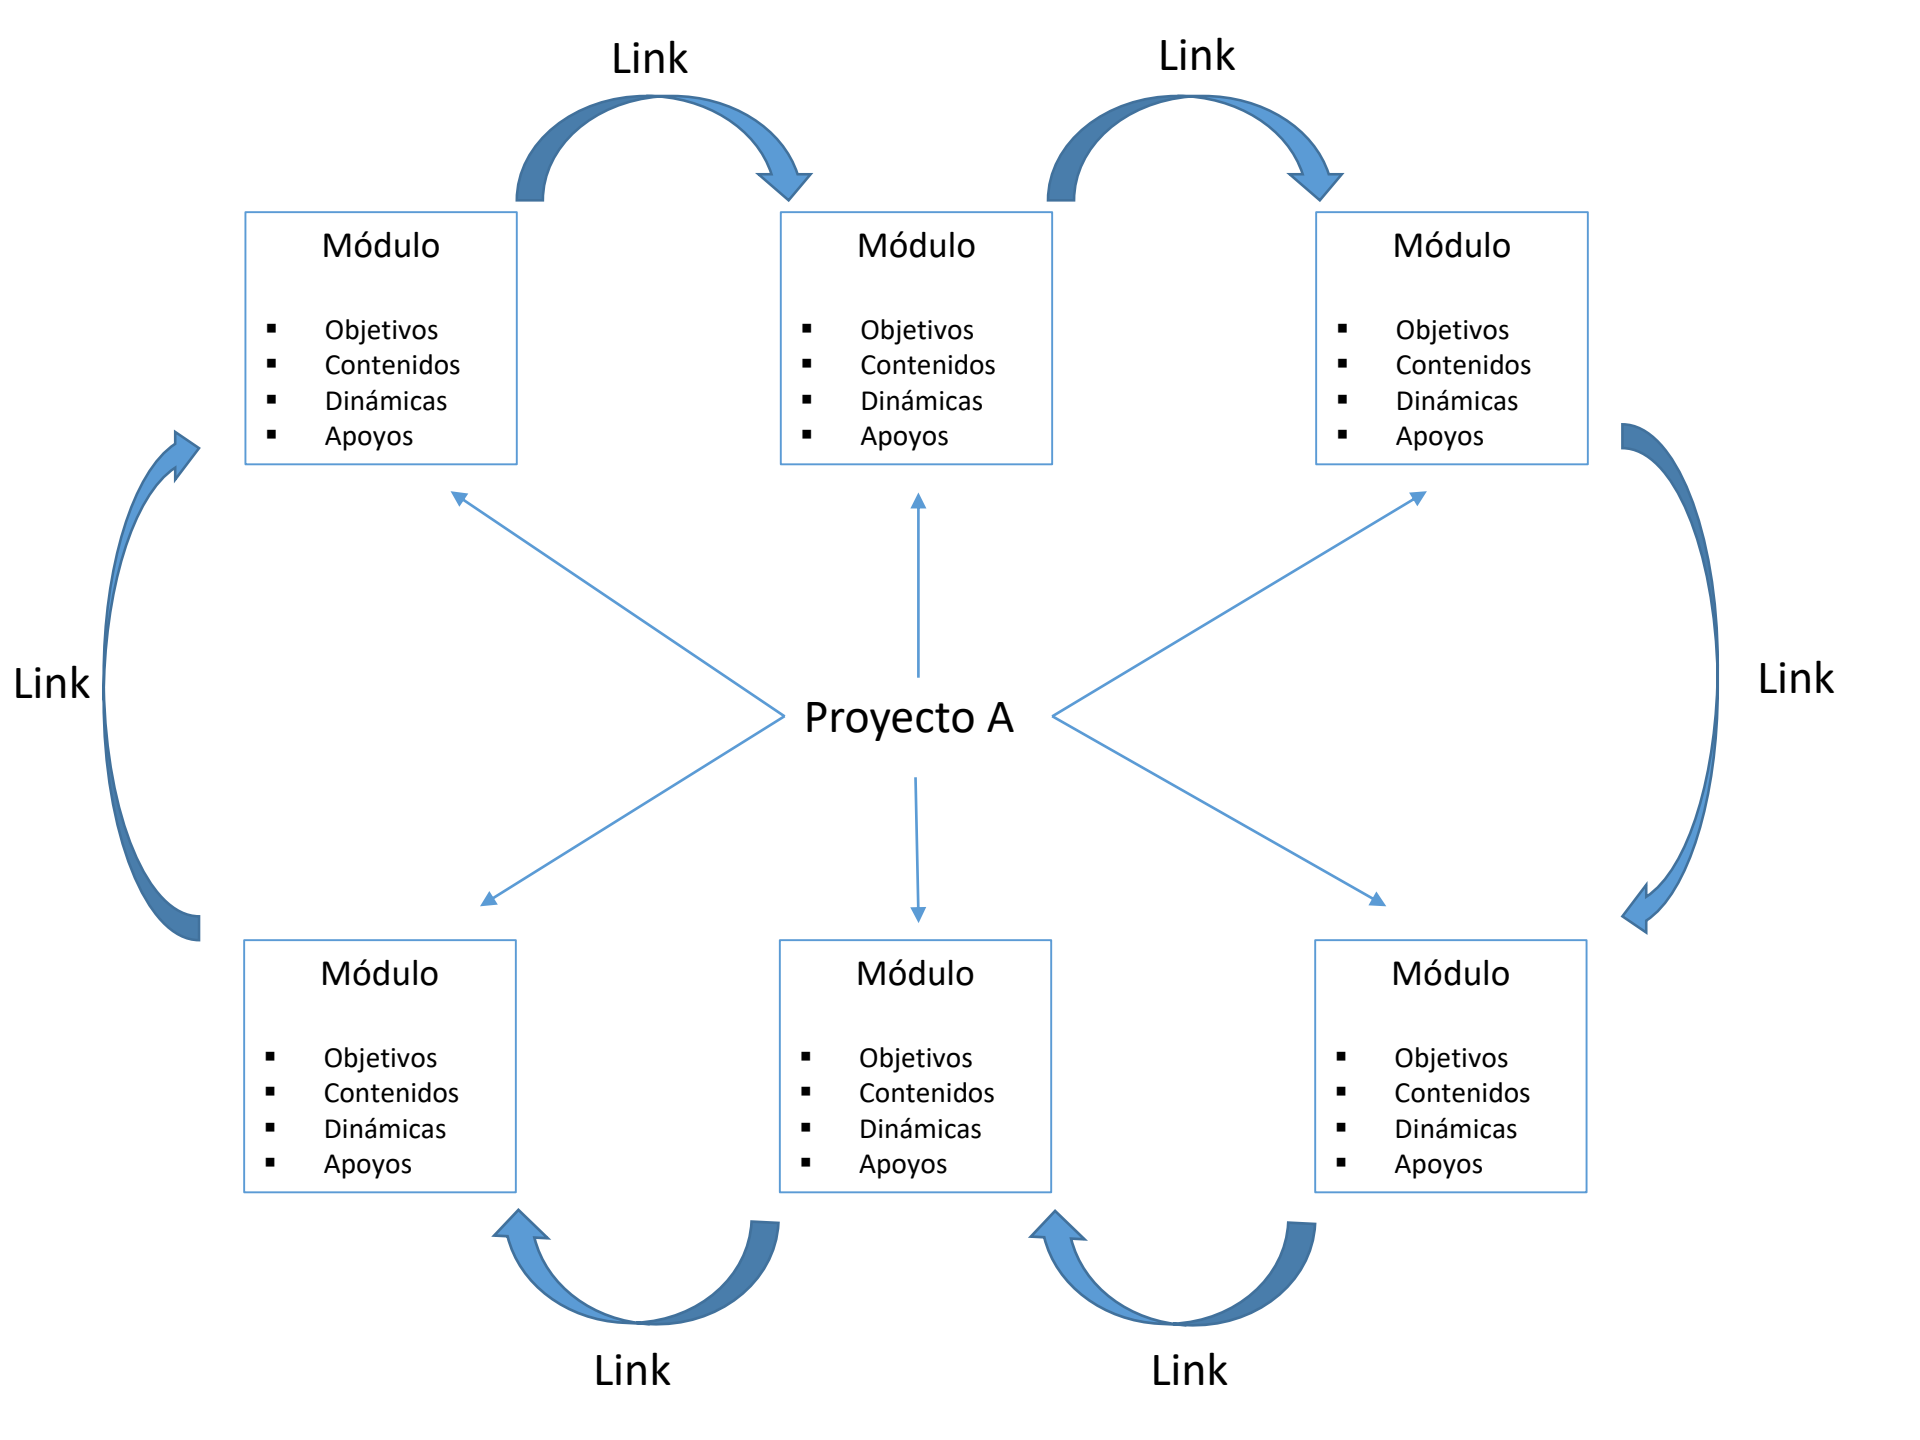 Link
Link
Módulo
▪ Objetivos
▪ Contenidos
▪ Dinámicas
▪ Apoyos
Módulo
▪ Objetivos
▪ Contenidos
▪ Dinámicas
▪ Apoyos
Módulo
▪ Objetivos
▪ Contenidos
▪ Dinámicas
▪ Apoyos
Link
Proyecto A
Link
Módulo
▪ Objetivos
▪ Contenidos
▪ Dinámicas
▪ Apoyos
Módulo
▪ Objetivos
▪ Contenidos
▪ Dinámicas
▪ Apoyos
Módulo
▪ Objetivos
▪ Contenidos
▪ Dinámicas
▪ Apoyos
Link
Link